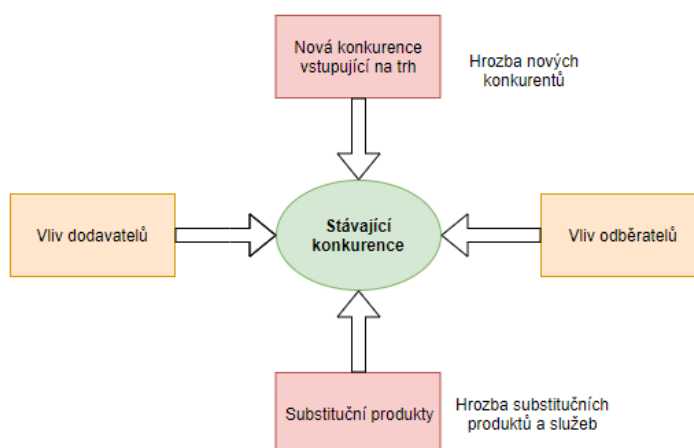 Nová konkurence
vstupující na trh
Hrozba nových
konkurentů
Vliv dodavatelů
Stávající
konkurence
Vliv odběratelů
Substituční produkty
Hrozba substitučních
produktů a služeb